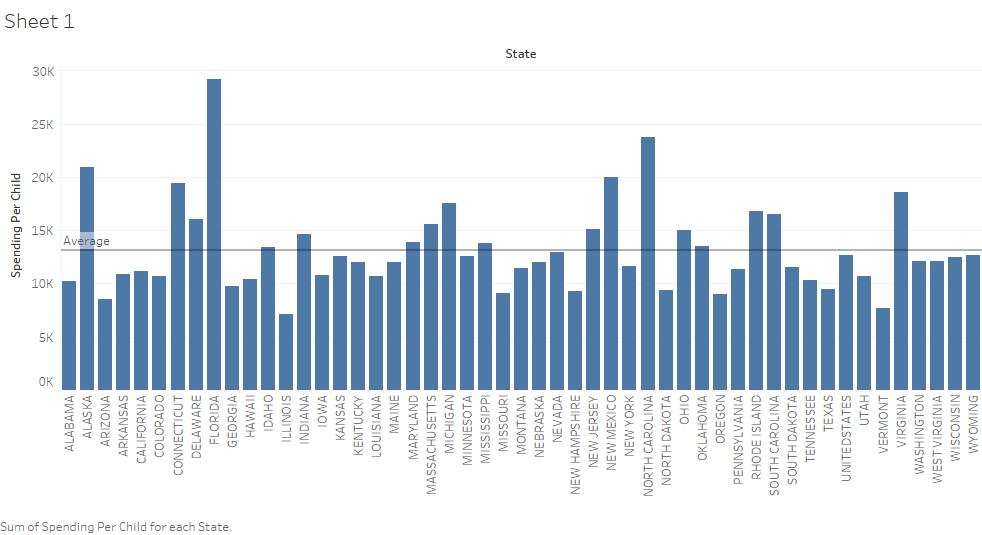 Sheet 1
State
Spending Per Child
30K
25K
20K
15K
10K
5K
0K
Average
ALABAMA
ALASKA
ARIZONA
ARKANSAS
CALIFORNIA
COLORADO
CONNECTICUT
DELAWARE
FLORIDA
GEORGIA
HAWAII
IDAHO
ILLINOIS
INDIANA
IOWA
KANSAS
KENTUCKY
LOUISIANA
MAINE
MARYLAND
MASSACHUSETTS
MICHIGAN
MINNESOTA
MISSISSIPPI
MISSOURI
MONTANA
NEBRASKA
NEVADA
NEW HAMPSHIRE
NEW JERSEY
NEW MEXICO
NEW YORK
NORTH CAROLINA
NORTH DAKOTA
OHIO
OKLAHOMA
OREGON
PENNSYLVANIA
RHODE ISLAND
SOUTH CAROLINA
SOUTH DAKOTA
TENNESSEE
TEXAS
UNITEDSTATES
UTAH
VERMONT
VIRGINIA
WASHINGTON
WEST VIRGINIA
WISCONSIN
WYOMING
Sum of Spending Per Child for each State.